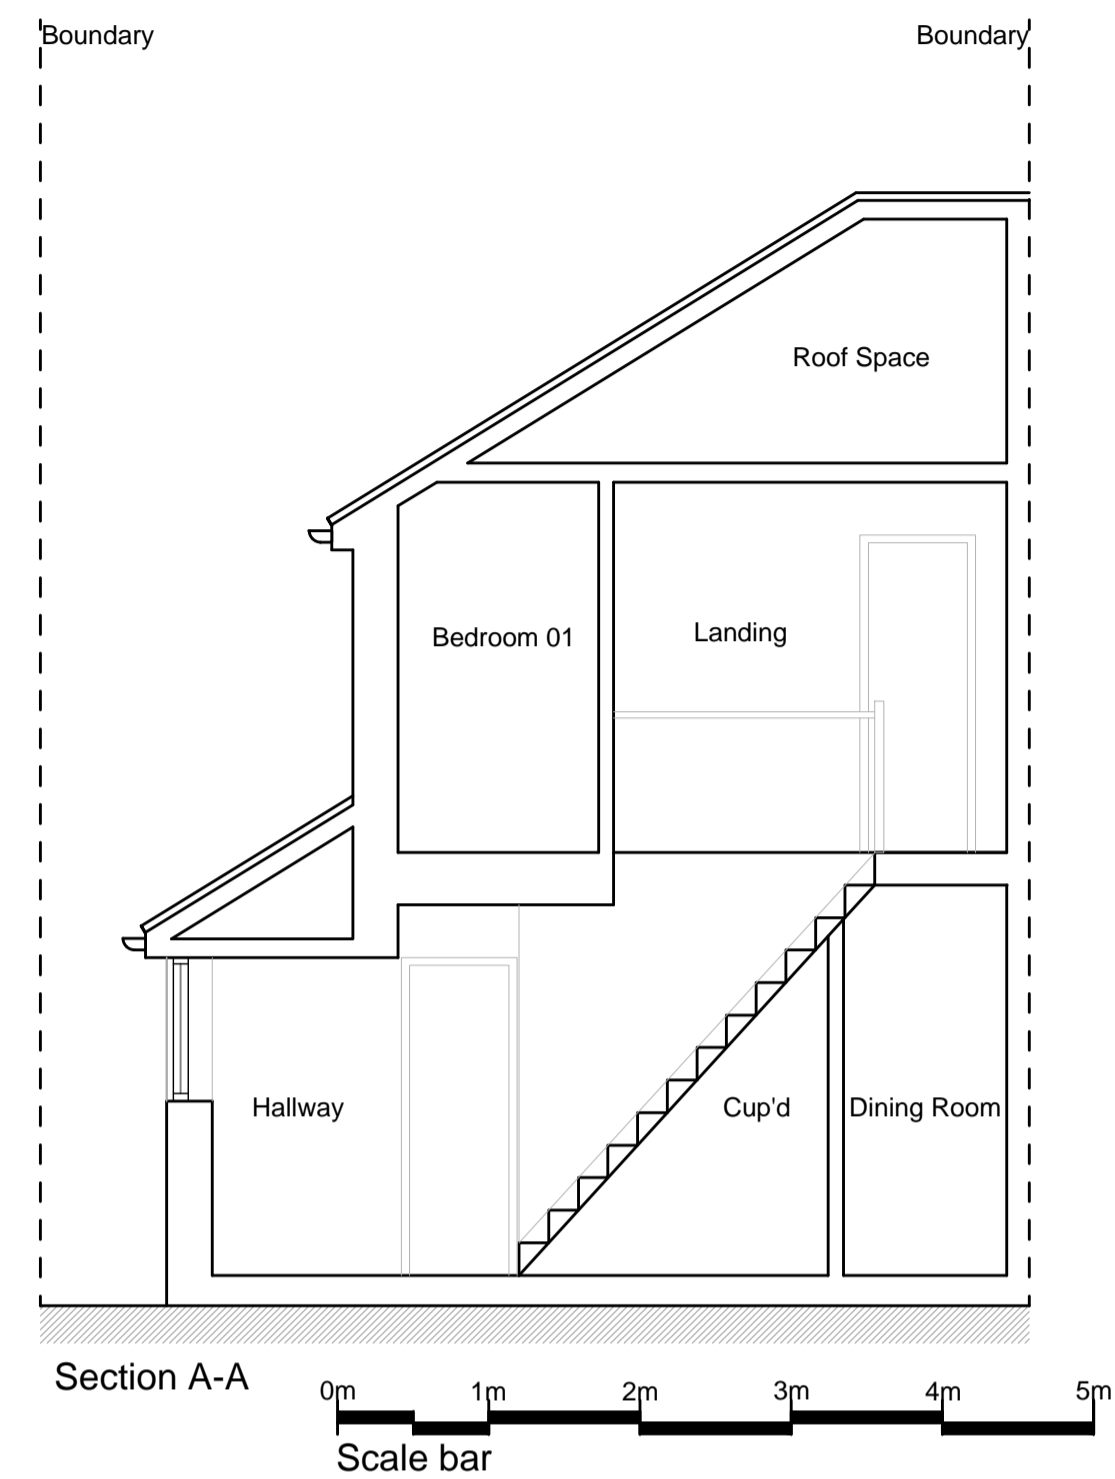 Boundary Boundary
Roof Space
Bedroom 01 Landing
Hallway Cup'd Dining Room
Section A-A
0m 1m 2m 3m 4m 5m
Scale bar